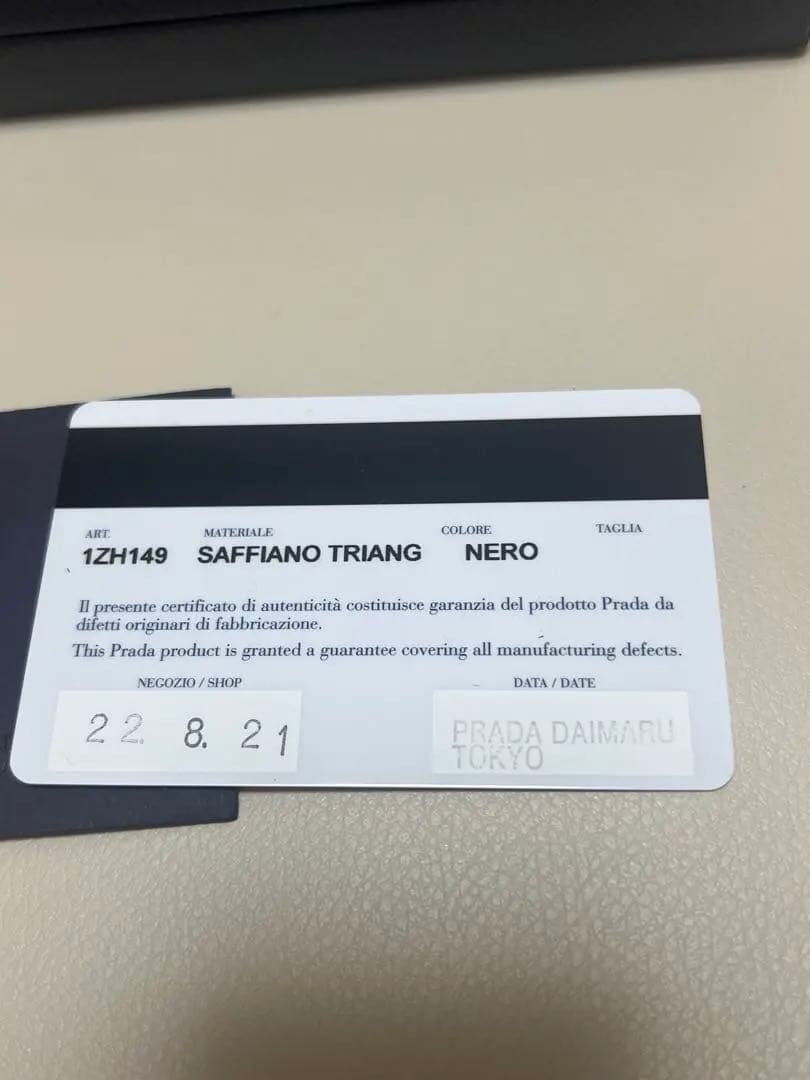 ART. MATERIALE COLORE TAGLIA
1ZH149 SAFFIANO TRIANG NERO
Il presente certificato di autenticità costituisce garanzia del prodotto Prada da
difetti originari di fabbricazione.
This Prada product is granted a guarantee covering all manufacturing defects.
NEGOZIO / SHOP DATA / DATE
22. 8. 21 PRADA DAIMARU
TOKYO